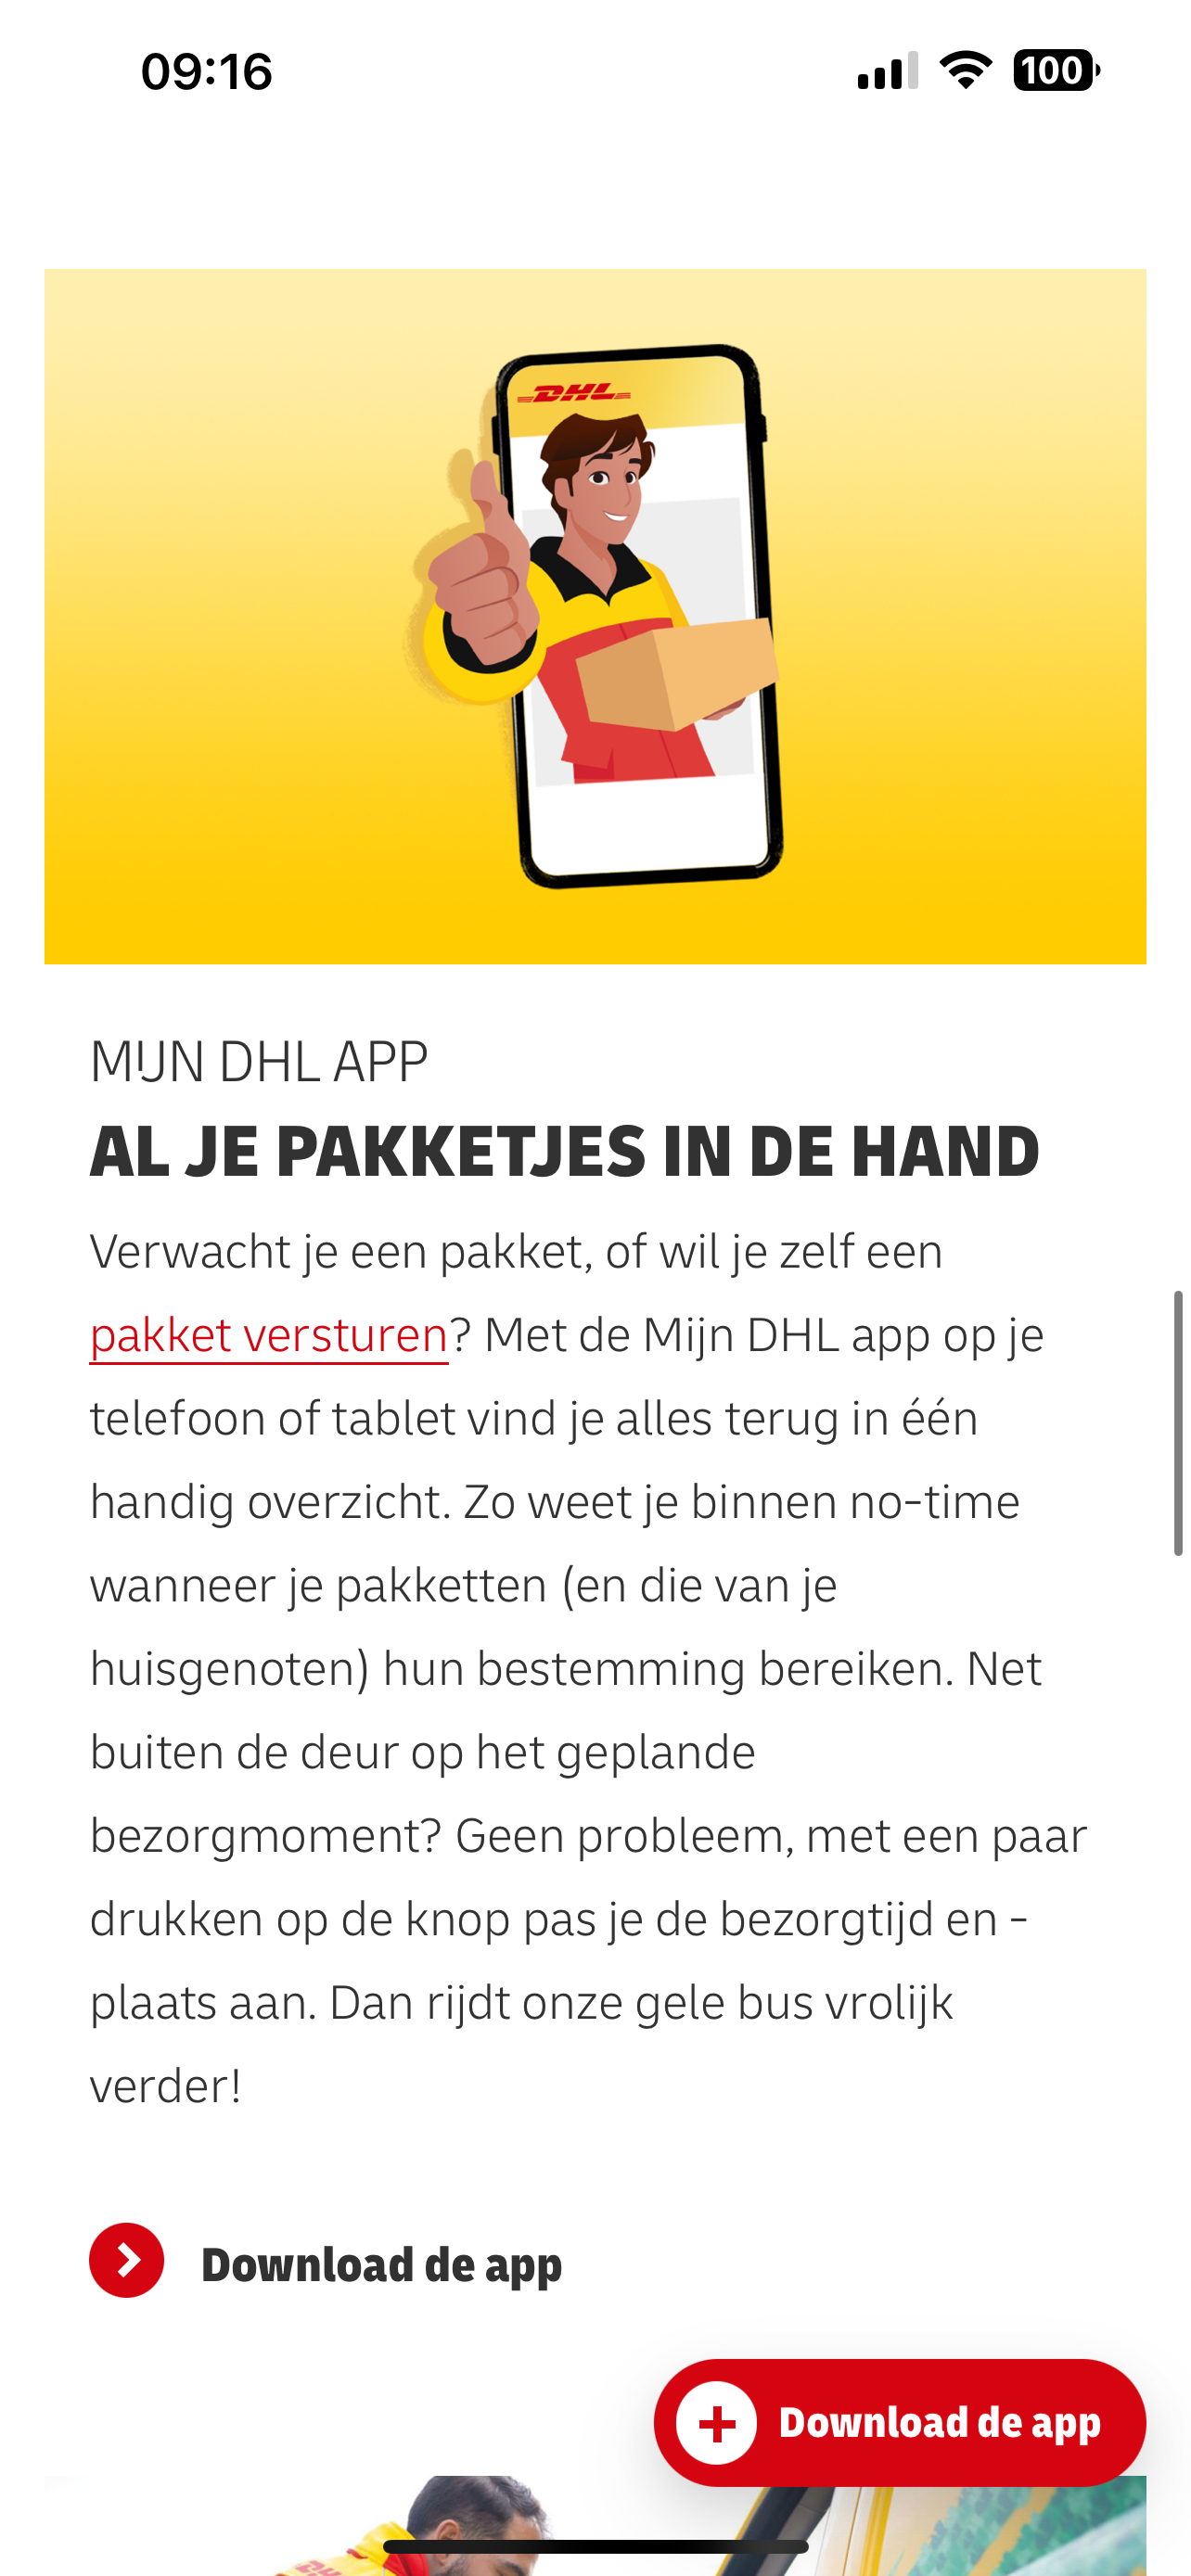 09:16
100
DHL
MIJN DHL APP
AL JE PAKKETJES IN DE HAND
Verwacht je een pakket, of wil je zelf een
pakket versturen? Met de Mijn DHL app op je
telefoon of tablet vind je alles terug in één
handig overzicht. Zo weet je binnen no-time
wanneer je pakketten (en die van je
huisgenoten) hun bestemming bereiken. Net
buiten de deur op het geplande
bezorgmoment? Geen probleem, met een paar
drukken op de knop pas je de bezorgtijd en -
plaats aan. Dan rijdt onze gele bus vrolijk
verder!
Download de app
Download de app
DHL